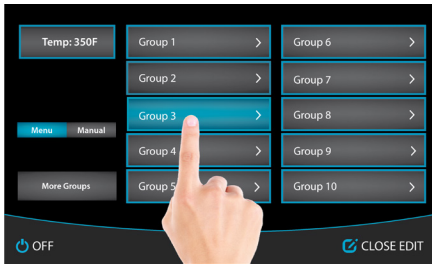 Temp: 350F
Menu Manual
More Groups
Group 1
Group 2
Group 3
Group 4
Group 5
Group 6
Group 7
Group 8
Group 9
Group 10
OFF
CLOSE EDIT